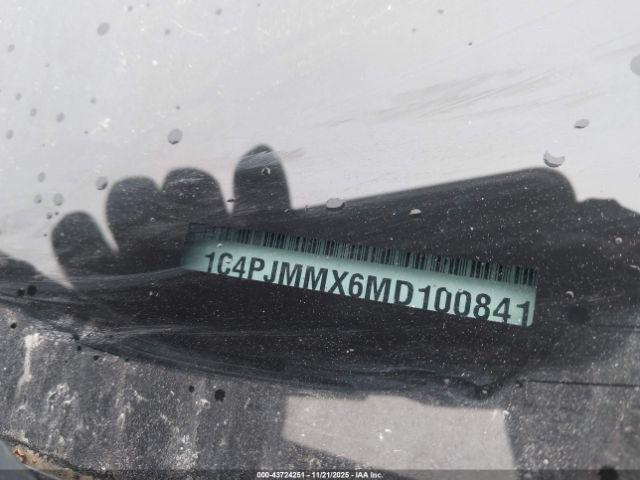 1C4PJMMX6MD100841
000-43724251 — 11/21/2025 — IAA Inc.